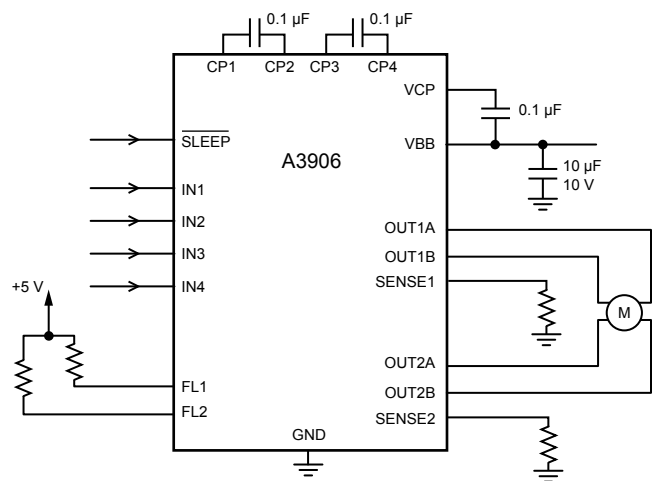 0.1 µF
0.1 µF
CP1
CP2
CP3
CP4
VCP
0.1 µF
SLEEP
VBB
A3906
10 µF
10 V
IN1
IN2
IN3
IN4
OUT1A
OUT1B
SENSE1
+5 V
M
OUT2A
OUT2B
FL1
FL2
SENSE2
GND